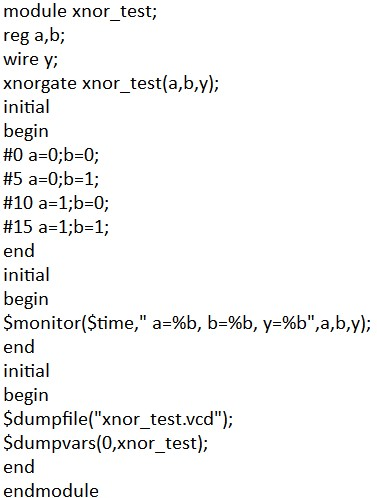 module xnor_test;
reg a,b;
wire y;
xnorgate xnor_test(a,b,y);
initial
begin
#0 a=0;b=0;
#5 a=0;b=1;
#10 a=1;b=0;
#15 a=1;b=1;
end
initial
begin
$monitor($time," a=%b, b=%b, y=%b",a,b,y);
end
initial
begin
$dumpfile("xnor_test.vcd");
$dumpvars(0,xnor_test);
end
endmodule